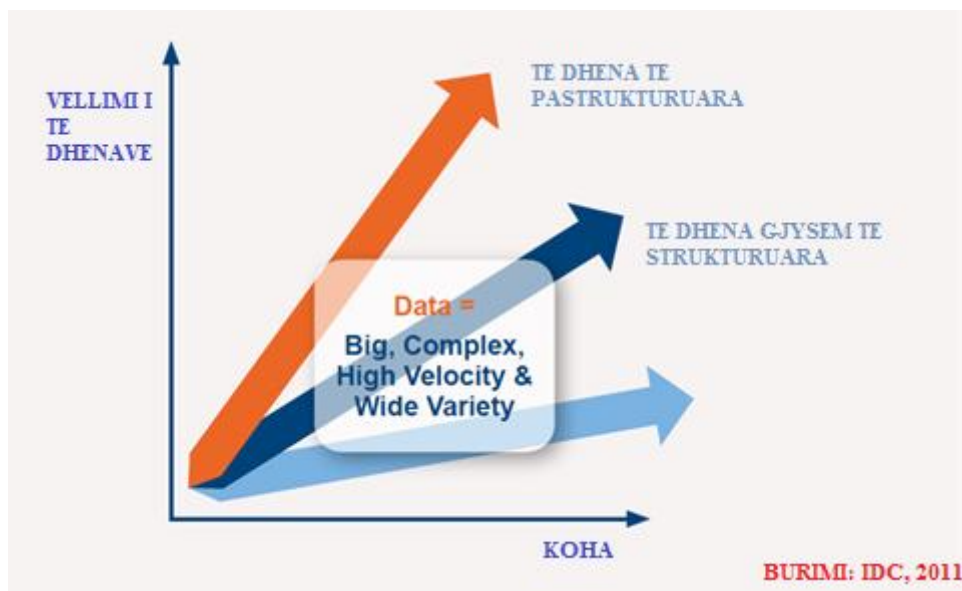 VELLIMI I
TE
DHENAVE
TE DHENA TE
PASTRUKTURUARA
TE DHENA GJYSEM TE
STRUKTURUARA
Data =
Big, Complex,
High Velocity &
Wide Variety
KOHA
BURIMI: IDC, 2011